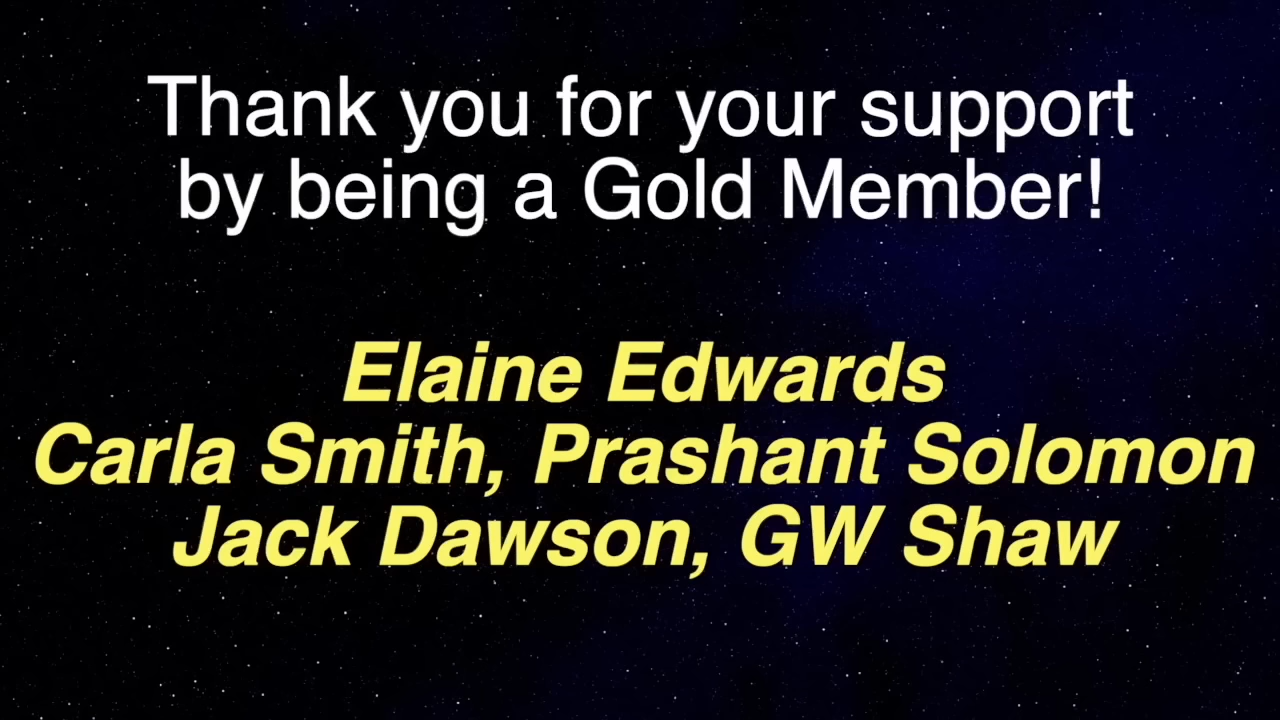 Thank you for your support
by being a Gold Member!
Elaine Edwards
Carla Smith, Prashant Solomon
Jack Dawson, GW Shaw